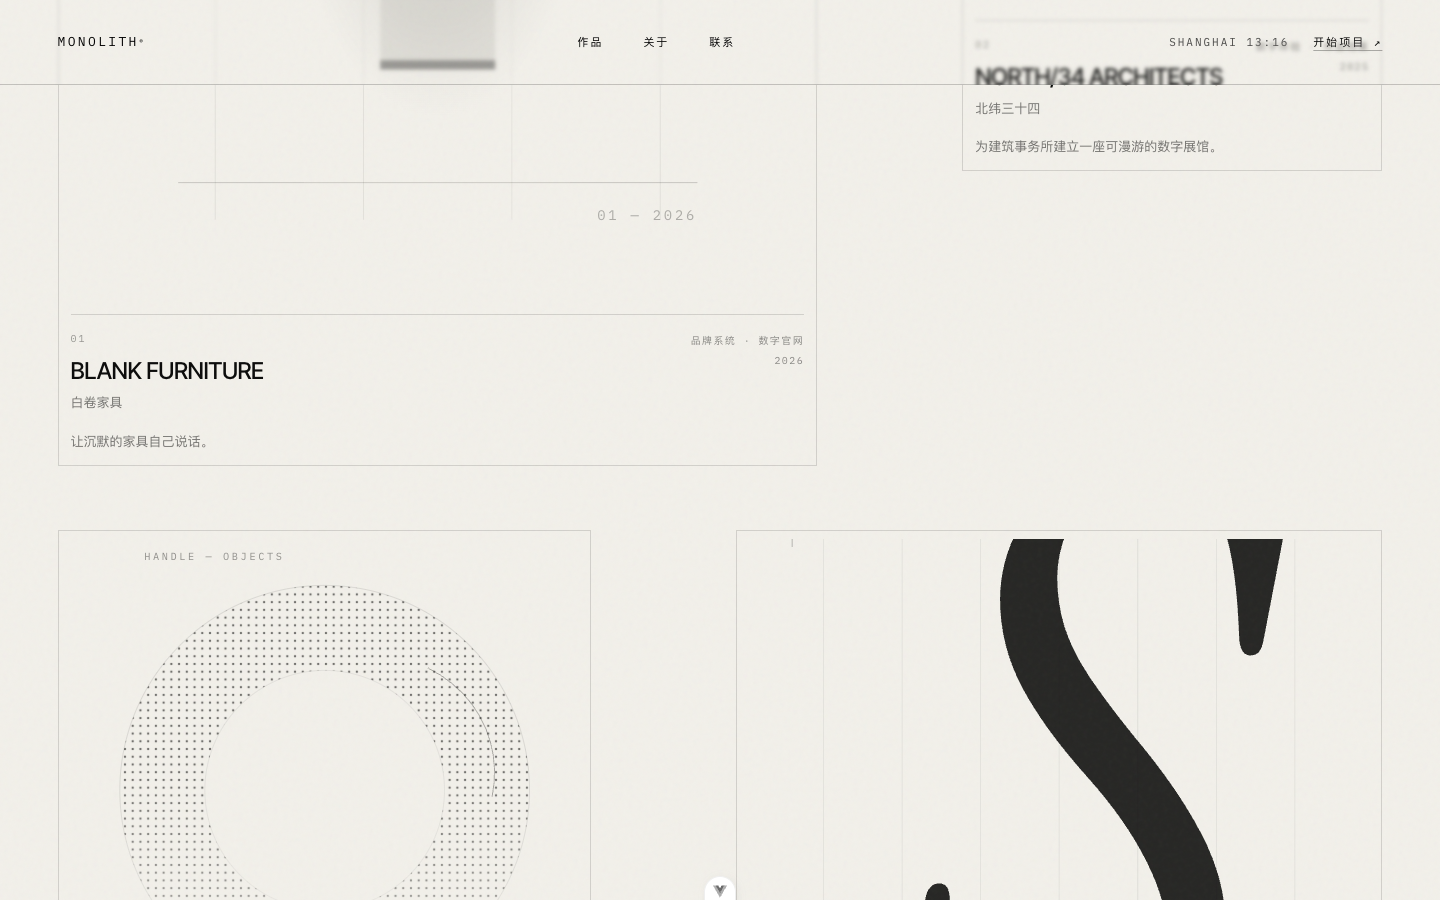 MONOLITH®
作品
关于
联系
SHANGHAI 13:16
开始项目 ↗
02
2025
NORTH/34 ARCHITECTS
北纬三十四
为建筑事务所建立一座可漫游的数字展馆。
01 — 2026
01
品牌系统 · 数字官网
2026
BLANK FURNITURE
白卷家具
让沉默的家具自己说话。
HANDLE — OBJECTS